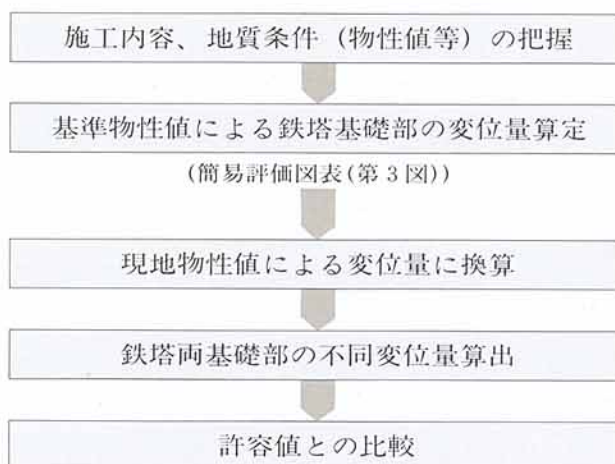 施工内容、地質条件(物性値等)の把握
基準物性値による鉄塔基礎部の変位量算定
(簡易評価図表(第3図))
現地物性値による変位量に換算
鉄塔両基礎部の不同変位量算出
許容値との比較